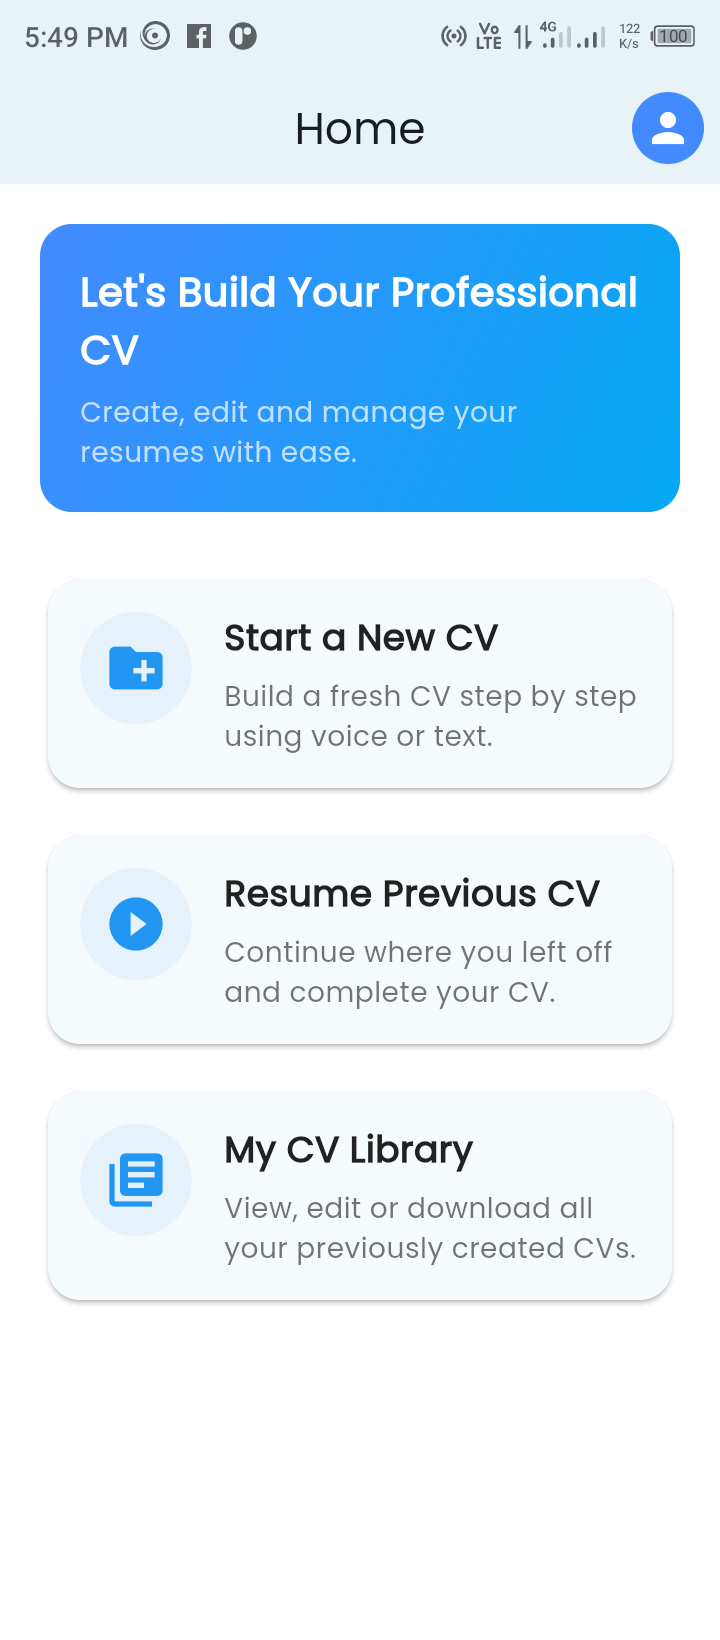 5:49 PM
Vo
LTE
4G
122
K/s
100
Home
Let's Build Your Professional
CV
Create, edit and manage your
resumes with ease.
Start a New CV
Build a fresh CV step by step
using voice or text.
Resume Previous CV
Continue where you left off
and complete your CV.
My CV Library
View, edit or download all
your previously created CVs.